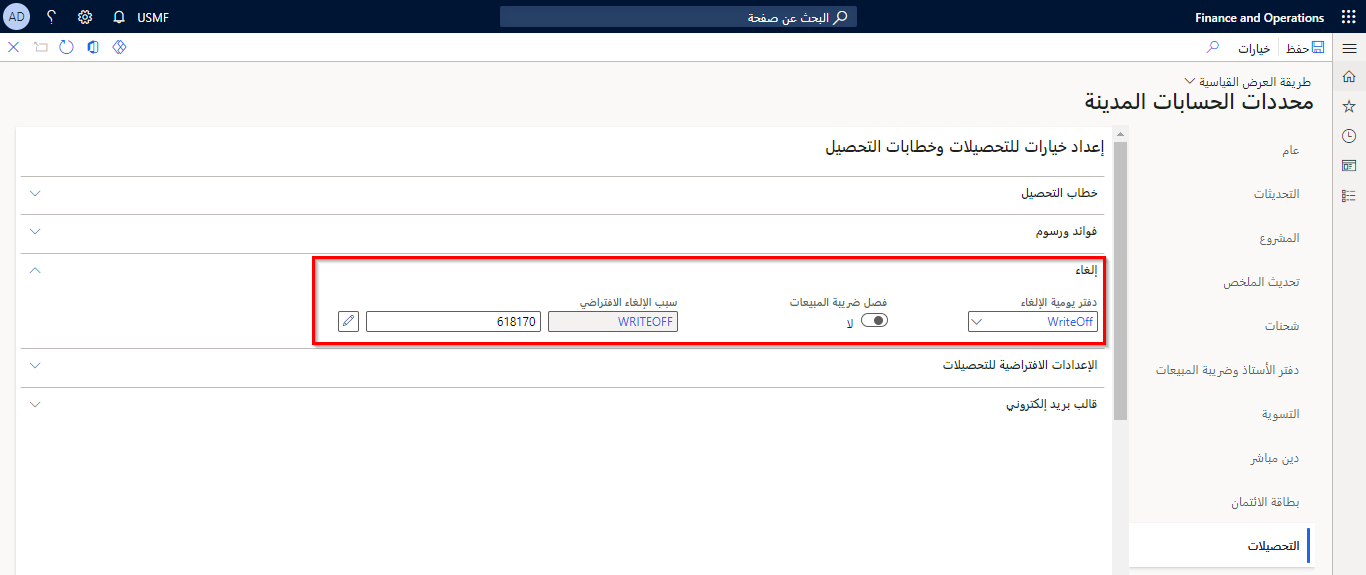 Finance and Operations
البحث عن صفحة
USMF
AD
حفظ
خيارات
طريقة العرض القياسية
محددات الحسابات المدينة
عام
التحديثات
المشروع
تحديث الملخص
شحنات
دفتر الأستاذ وضريبة المبيعات
التسوية
دين مباشر
بطاقة الائتمان
التحصيلات
إعداد خيارات للتحصيلات وخطابات التحصيل
خطاب التحصيل
فوائد ورسوم
إلغاء
دفتر يومية الإلغاء
WriteOff
فصل ضريبة المبيعات
لا
سبب الإلغاء الافتراضي
WRITEOFF
618170
الإعدادات الافتراضية للتحصيلات
قالب بريد إلكتروني